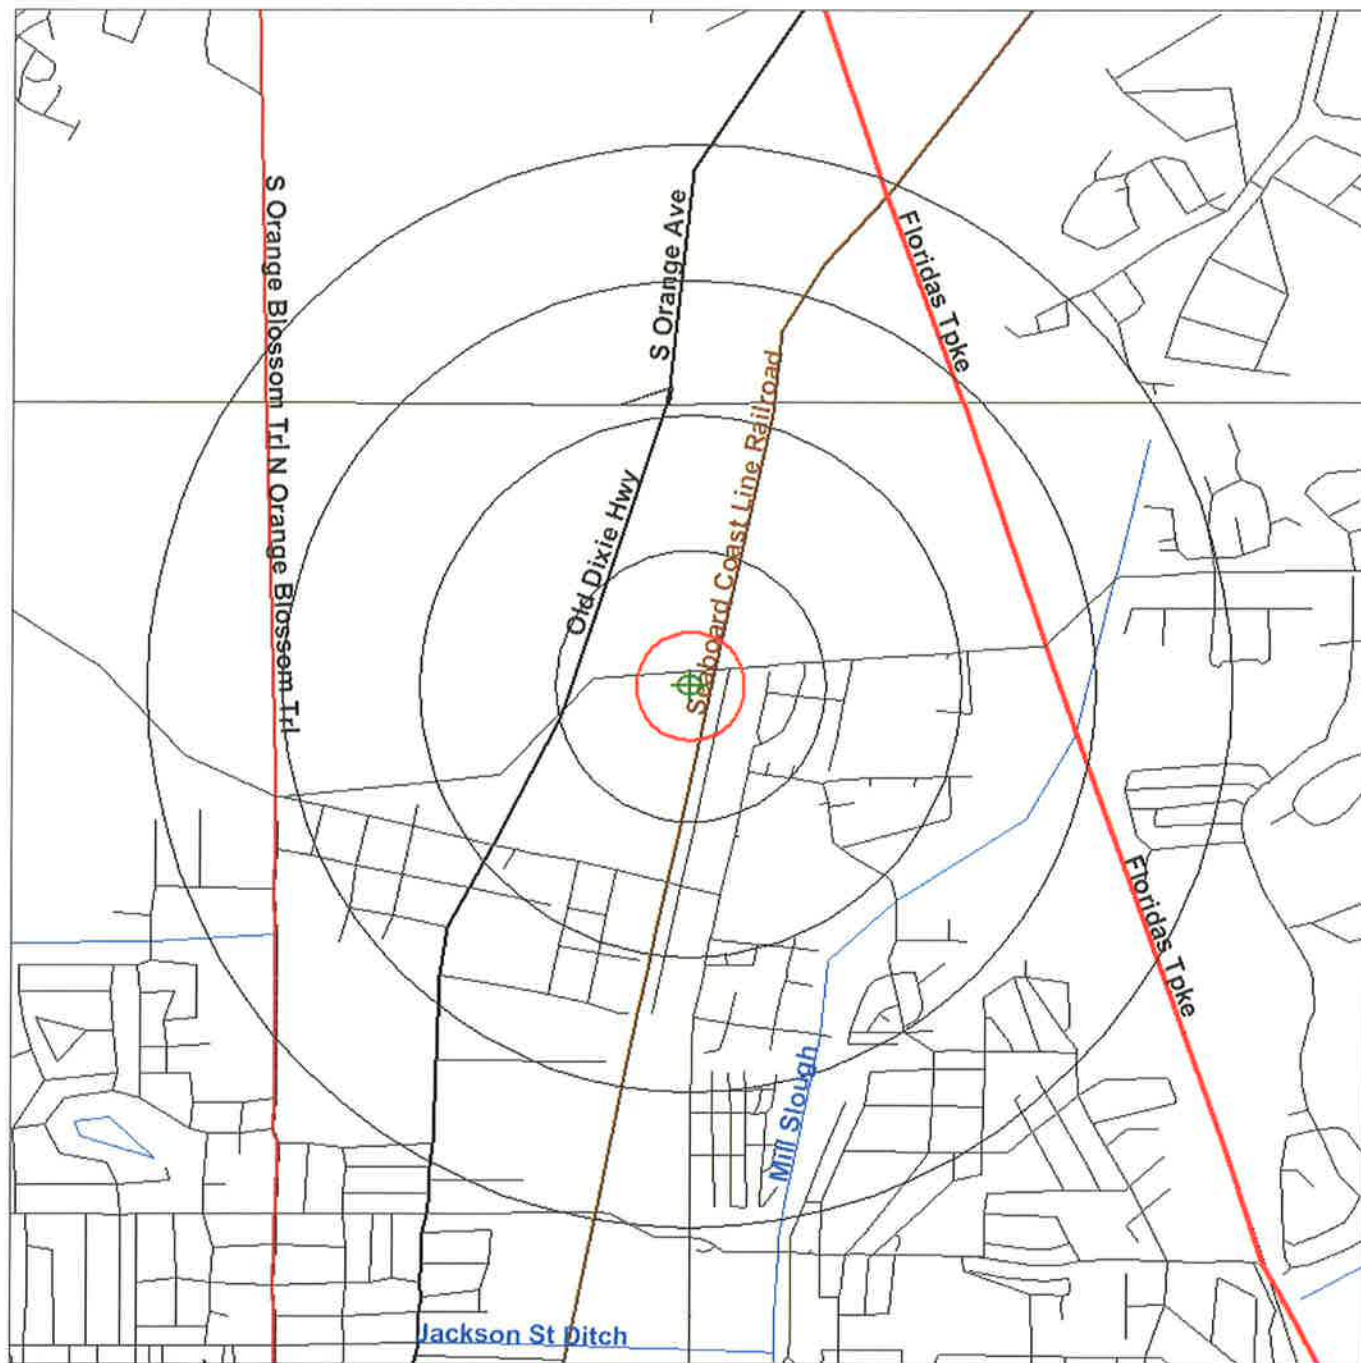 S Orange Blossom Trl
N Orange Blossom Trl
S Orange Ave
Floridas Tpke
Seaboard Coast Line Railroad
Old Dixie Hwy
Floridas Tpke
Mill Slough
Jackson St Ditch